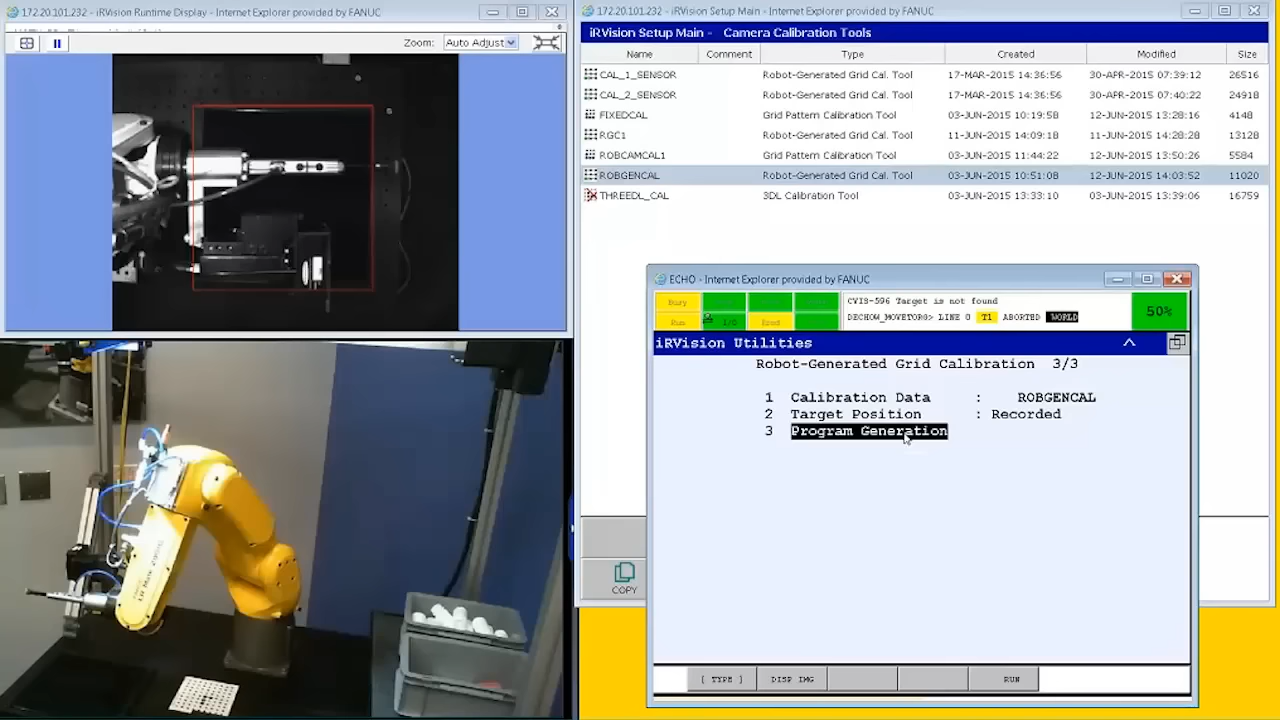 172.20.101.232 - iRVision Runtime Display - Internet Explorer provided by FANUC
Zoom: Auto Adjust
172.20.101.232 - iRVision Setup Main - Internet Explorer provided by FANUC
iRVision Setup Main - Camera Calibration Tools
Name Comment Type Created Modified Size
CAL_1_SENSOR Robot-Generated Grid Cal. Tool 17-MAR-2015 14:36:56 30-APR-2015 07:39:12 26516
CAL_2_SENSOR Robot-Generated Grid Cal. Tool 17-MAR-2015 14:36:56 30-APR-2015 07:40:22 24918
FIXEDCAL Grid Pattern Calibration Tool 03-JUN-2015 10:19:58 12-JUN-2015 13:28:16 4148
RGC1 Robot-Generated Grid Cal. Tool 11-JUN-2015 14:09:18 11-JUN-2015 14:28:28 13128
ROBCAMCAL1 Grid Pattern Calibration Tool 03-JUN-2015 11:44:22 12-JUN-2015 13:50:26 5584
ROBGENCAL Robot-Generated Grid Cal. Tool 03-JUN-2015 10:51:08 12-JUN-2015 14:03:52 11020
THREEDL_CAL 3DL Calibration Tool 03-JUN-2015 13:33:10 03-JUN-2015 13:39:06 16759
COPY
ECHO - Internet Explorer provided by FANUC
Busy
Run I/O Prod
CVIS-596 Target is not found
DECHOW_MOVETORG> LINE 0 T1 ABORTED WORLD
50%
iRVision Utilities
Robot-Generated Grid Calibration 3/3
1 Calibration Data : ROBGENCAL
2 Target Position : Recorded
3 Program Generation
[ TYPE ] DISP IMG RUN